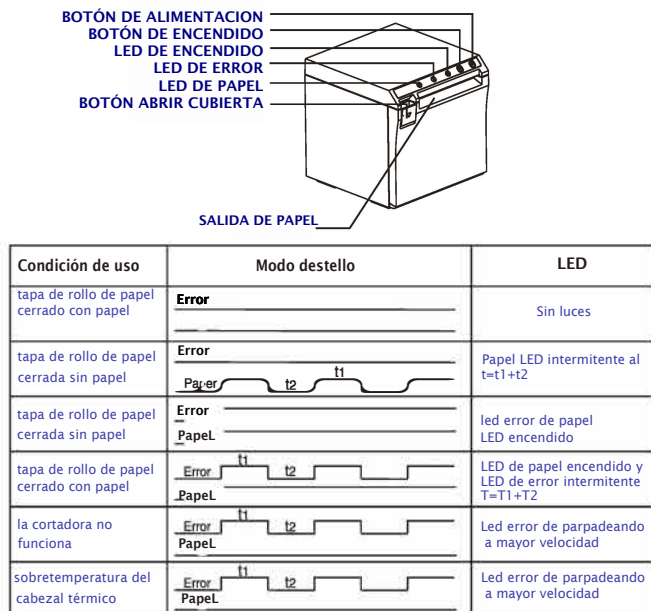 BOTÓN DE ALIMENTACION
BOTÓN DE ENCENDIDO
LED DE ENCENDIDO
LED DE ERROR
LED DE PAPEL
BOTÓN ABRIR CUBIERTA
SALIDA DE PAPEL
Condición de uso Modo destello LED
tapa de rollo de papel
cerrado con papel
Error
Sin luces
tapa de rollo de papel
cerrada sin papel
Error
t1
Paper t2
Papel LED intermitente al
t=t1+t2
tapa de rollo de papel
cerrada sin papel
Error
PapeL
led error de papel
LED encendido
tapa de rollo de papel
cerrado con papel
t1
Error t2
PapeL
LED de papel encendido y
LED de error intermitente
T=T1+T2
la cortadora no
funciona
t1
Error t2
PapeL
Led error de parpadeando
a mayor velocidad
sobretemperatura del
cabezal térmico
t1
Error t2
PapeL
Led error de parpadeando
a mayor velocidad